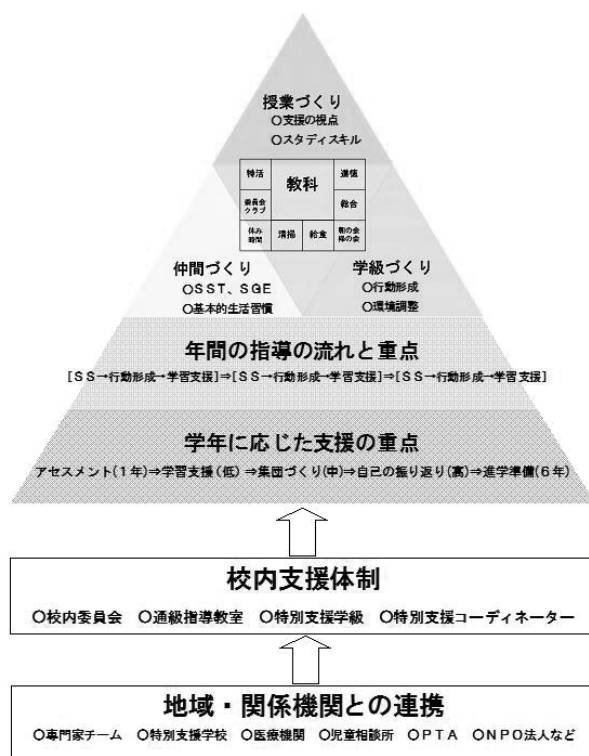 授業づくり
○支援の視点
○スタディスキル
特活
教科
道徳
委員会
クラブ
総合
休み
時間
清掃
給食
朝の会
帰の会
仲間づくり
○ＳＳＴ、ＳＧＥ
○基本的生活習慣
学級づくり
○行動形成
○環境調整
年間の指導の流れと重点
[ＳＳ→行動形成→学習支援]⇒[ＳＳ→行動形成→学習支援]⇒[ＳＳ→行動形成→学習支援]
学年に応じた支援の重点
アセスメント(１年)⇒学習支援(低)⇒集団づくり(中)⇒自己の振り返り(高)⇒進学準備(６年)
校内支援体制
○校内委員会　○通級指導教室　○特別支援学級　○特別支援コーディネーター
地域・関係機関との連携
○専門家チーム　○特別支援学校　○医療機関　○児童相談所　○ＰＴＡ　○ＮＰＯ法人など